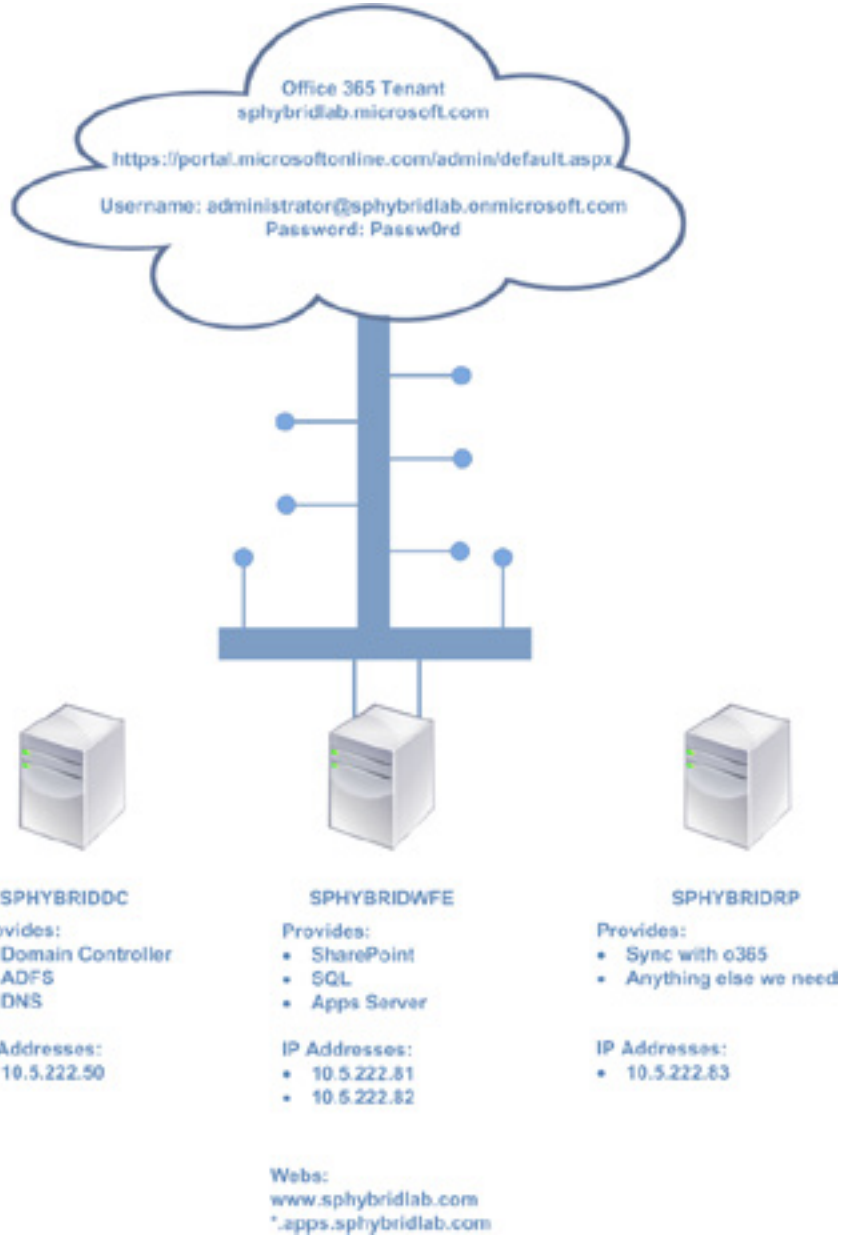 Office 365 Tenant
sphybridlab.microsoft.com
https://portal.microsoftonline.com/admin/default.aspx
Username: administrator@sphybridlab.onmicrosoft.com
Password: Passw0rd
SPHYBRIDDC
ovides:
Domain Controller
ADFS
DNS
Addresses:
10.5.222.50
SPHYBRIDWFE
Provides:
• SharePoint
• SQL
• Apps Server
IP Addresses:
• 10.5.222.81
• 10.5.222.82
Webs:
www.sphybridlab.com
*.apps.sphybridlab.com
SPHYBRIDRP
Provides:
• Sync with o365
• Anything else we need
IP Addresses:
• 10.5.222.83